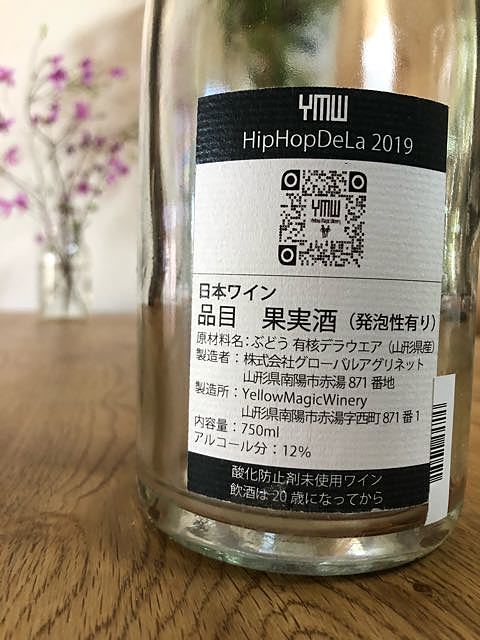 YMW
HipHopDeLa 2019
YMW
Yellow Magic Winery
日本ワイン
品目 果実酒（発泡性有り）
原材料名：ぶどう 有核デラウエア（山形県産）
製造者：株式会社グローバルアグリネット
山形県南陽市赤湯 871 番地
製造所：YellowMagicWinery
山形県南陽市赤湯字西町 871 番 1
内容量：750ml
アルコール分：12%
酸化防止剤未使用ワイン
飲酒は 20 歳になってから